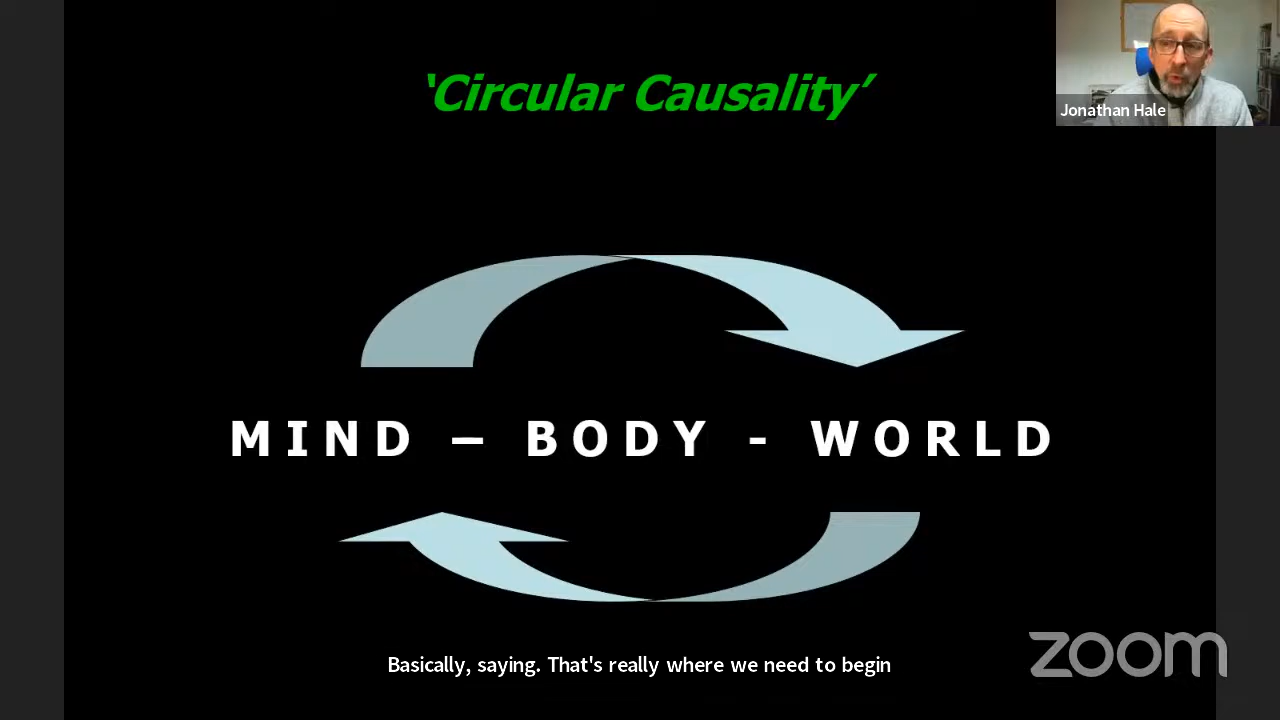 ‘Circular Causality’
Jonathan Hale
MIND – BODY - WORLD
Basically, saying. That's really where we need to begin
zoom